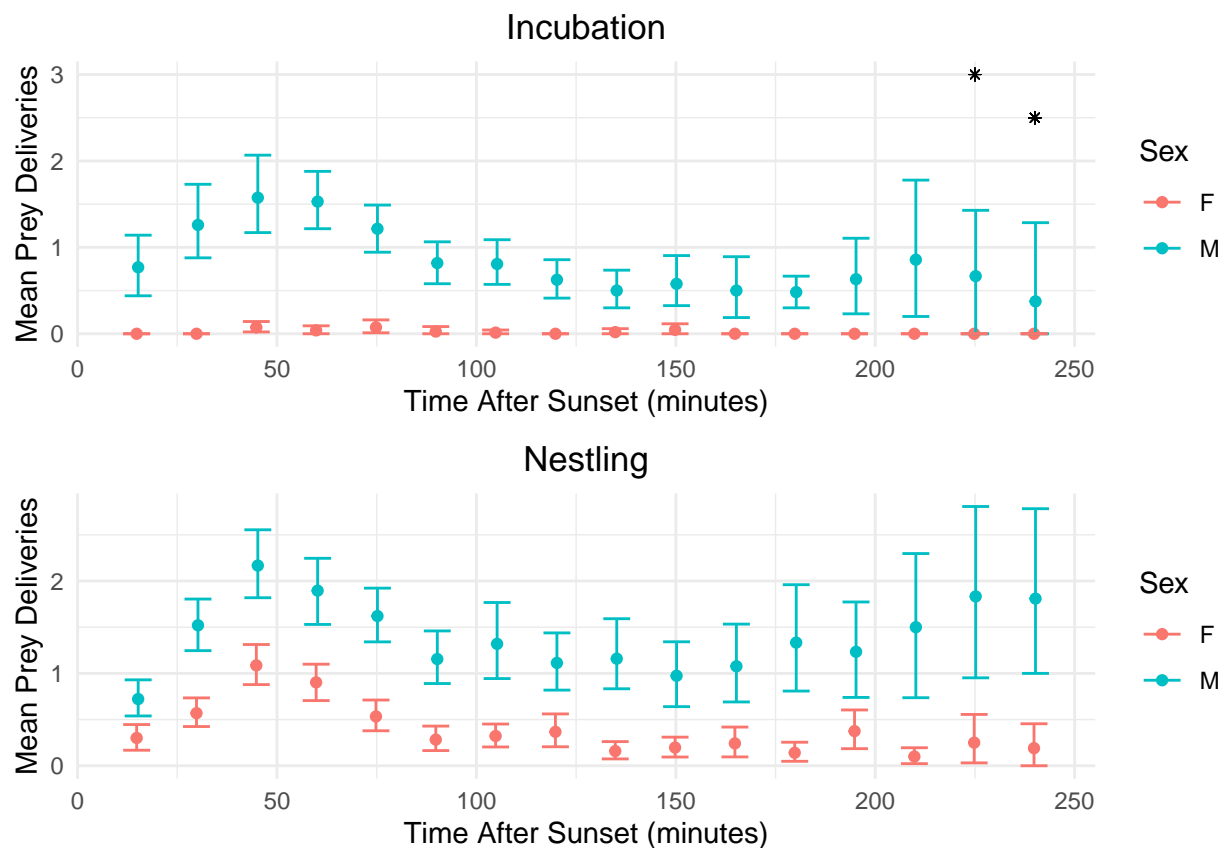 Incubation
Mean Prey Deliveries
3
2
1
0
0 50 100 150 200 250
Time After Sunset (minutes)
* *
Sex
F
M
Nestling
Mean Prey Deliveries
2
1
0
0 50 100 150 200 250
Time After Sunset (minutes)
Sex
F
M